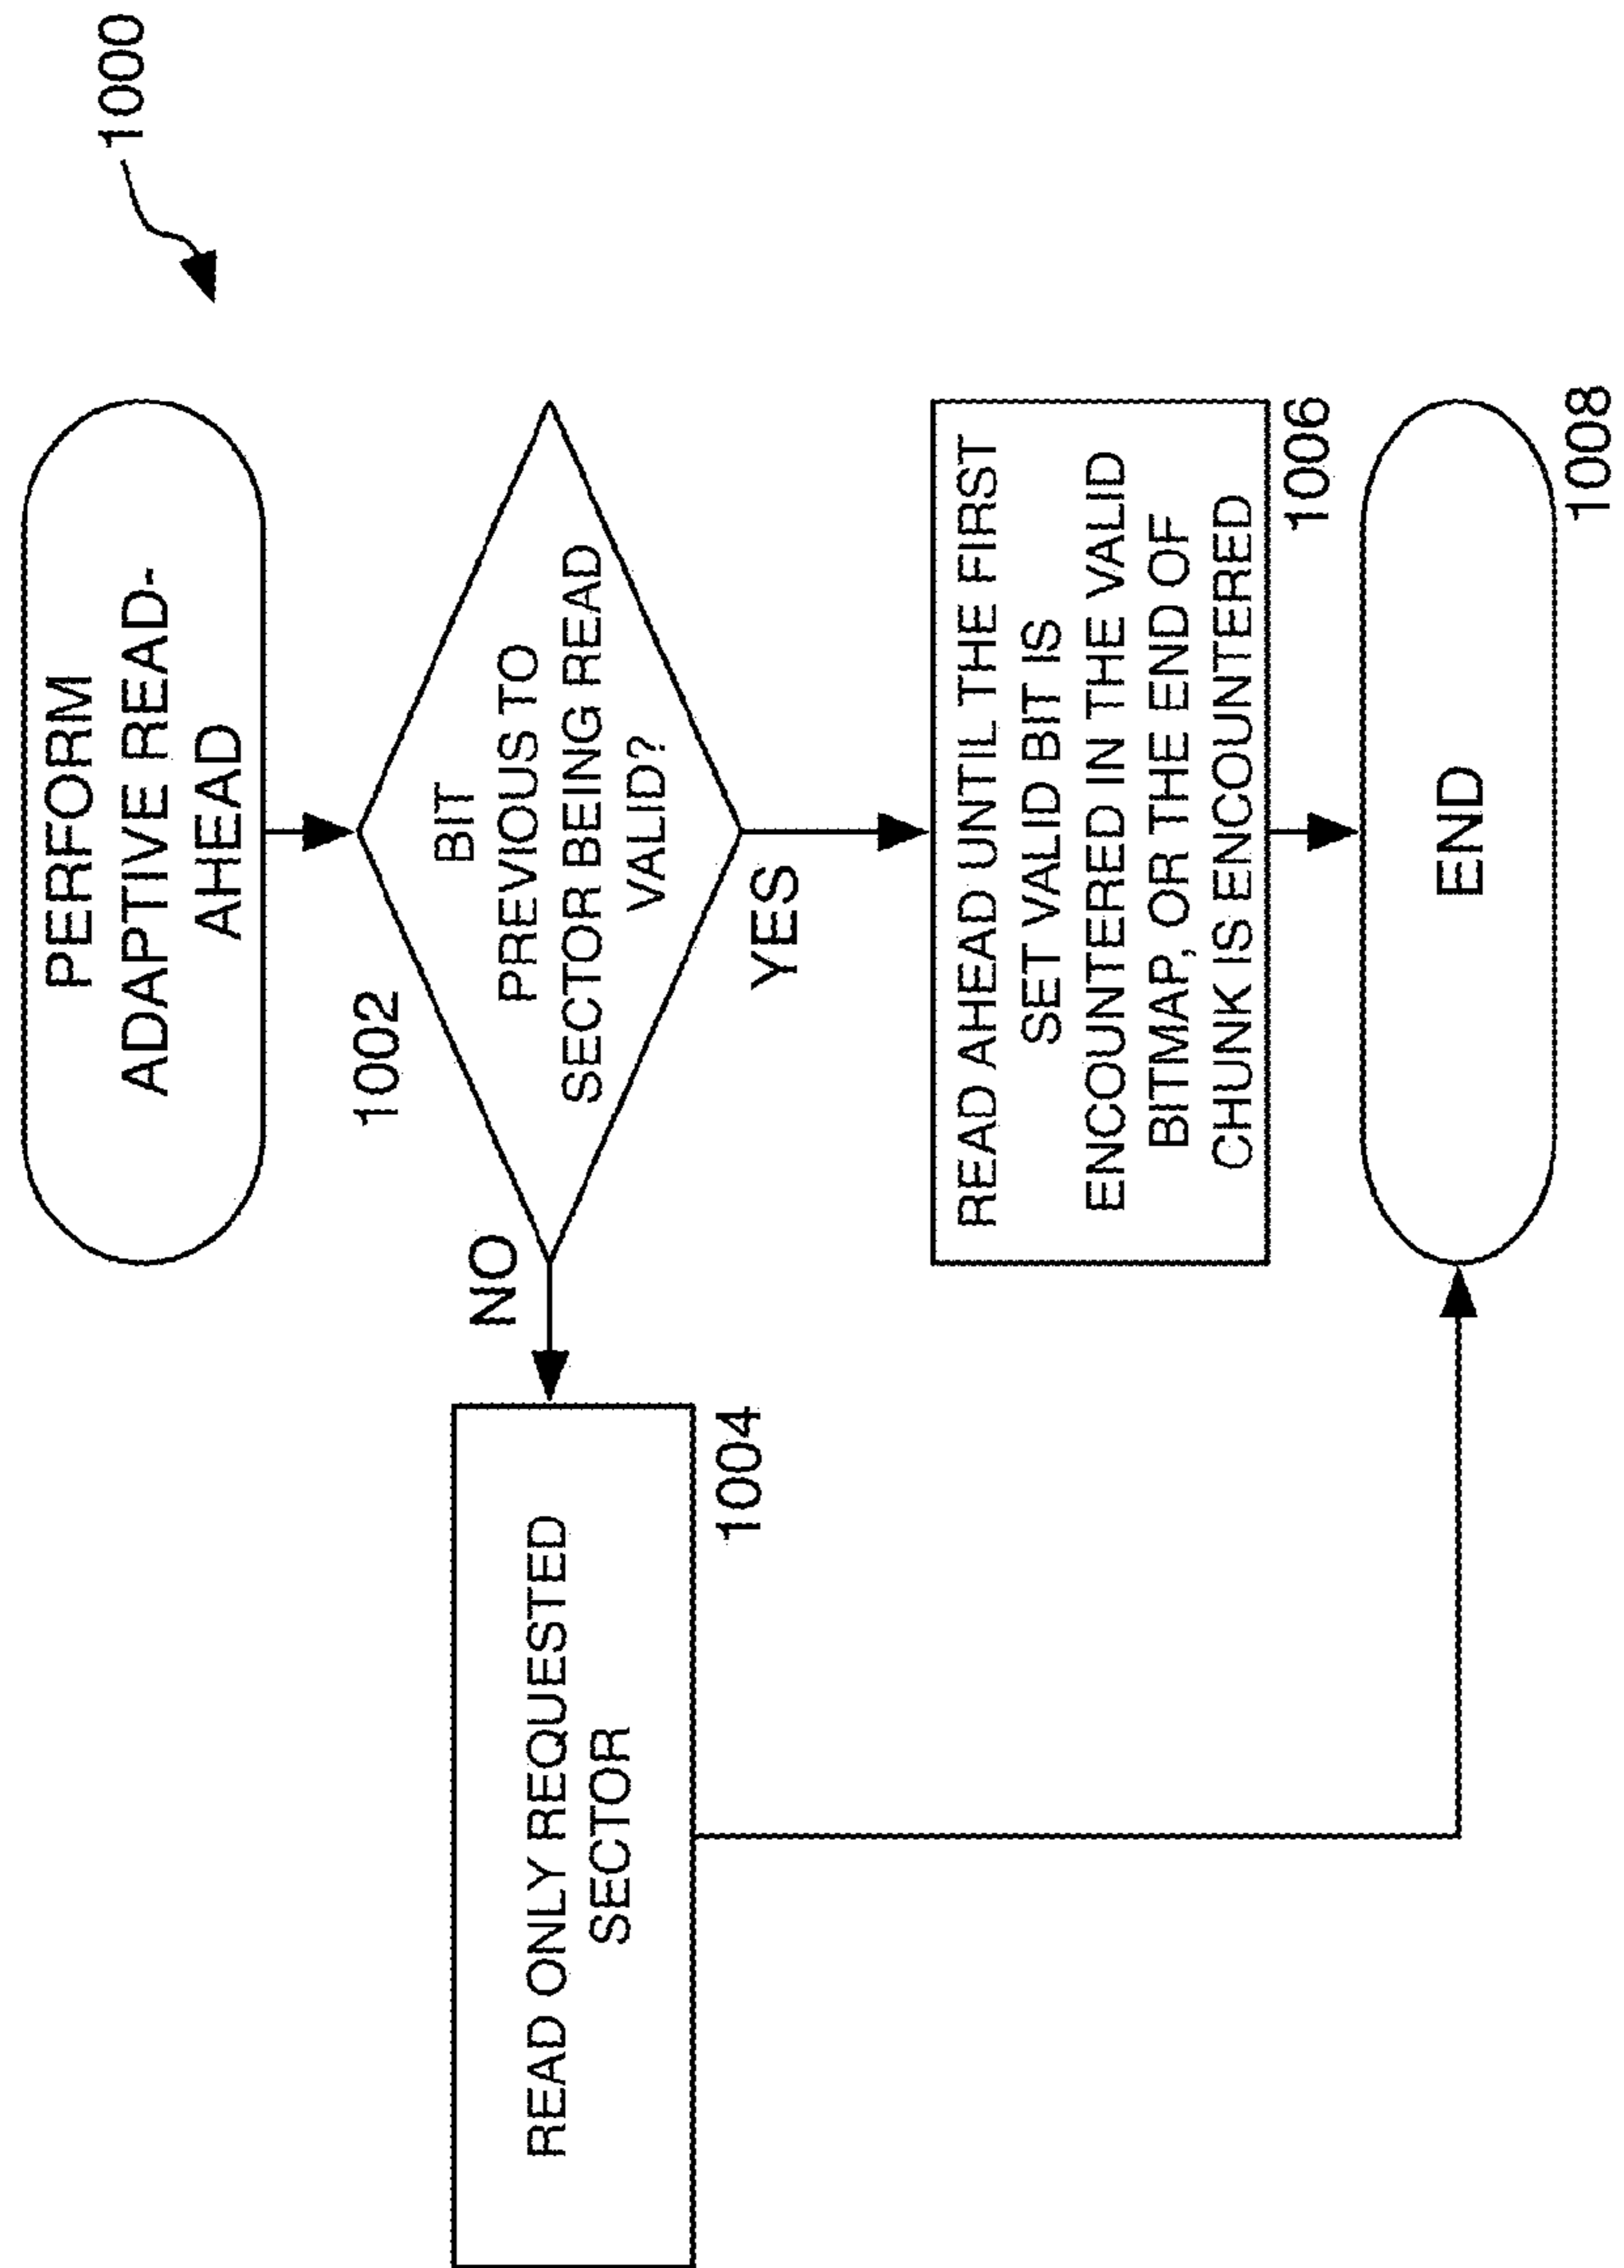 1000
PERFORM
ADAPTIVE READ-
AHEAD
1002
BIT
PREVIOUS TO
SECTOR BEING READ
VALID?
NO
YES
READ ONLY REQUESTED
SECTOR
1004
READ AHEAD UNTIL THE FIRST
SET VALID BIT IS
ENCOUNTERED IN THE VALID
BITMAP, OR THE END OF
CHUNK IS ENCOUNTERED
1006
END
1008